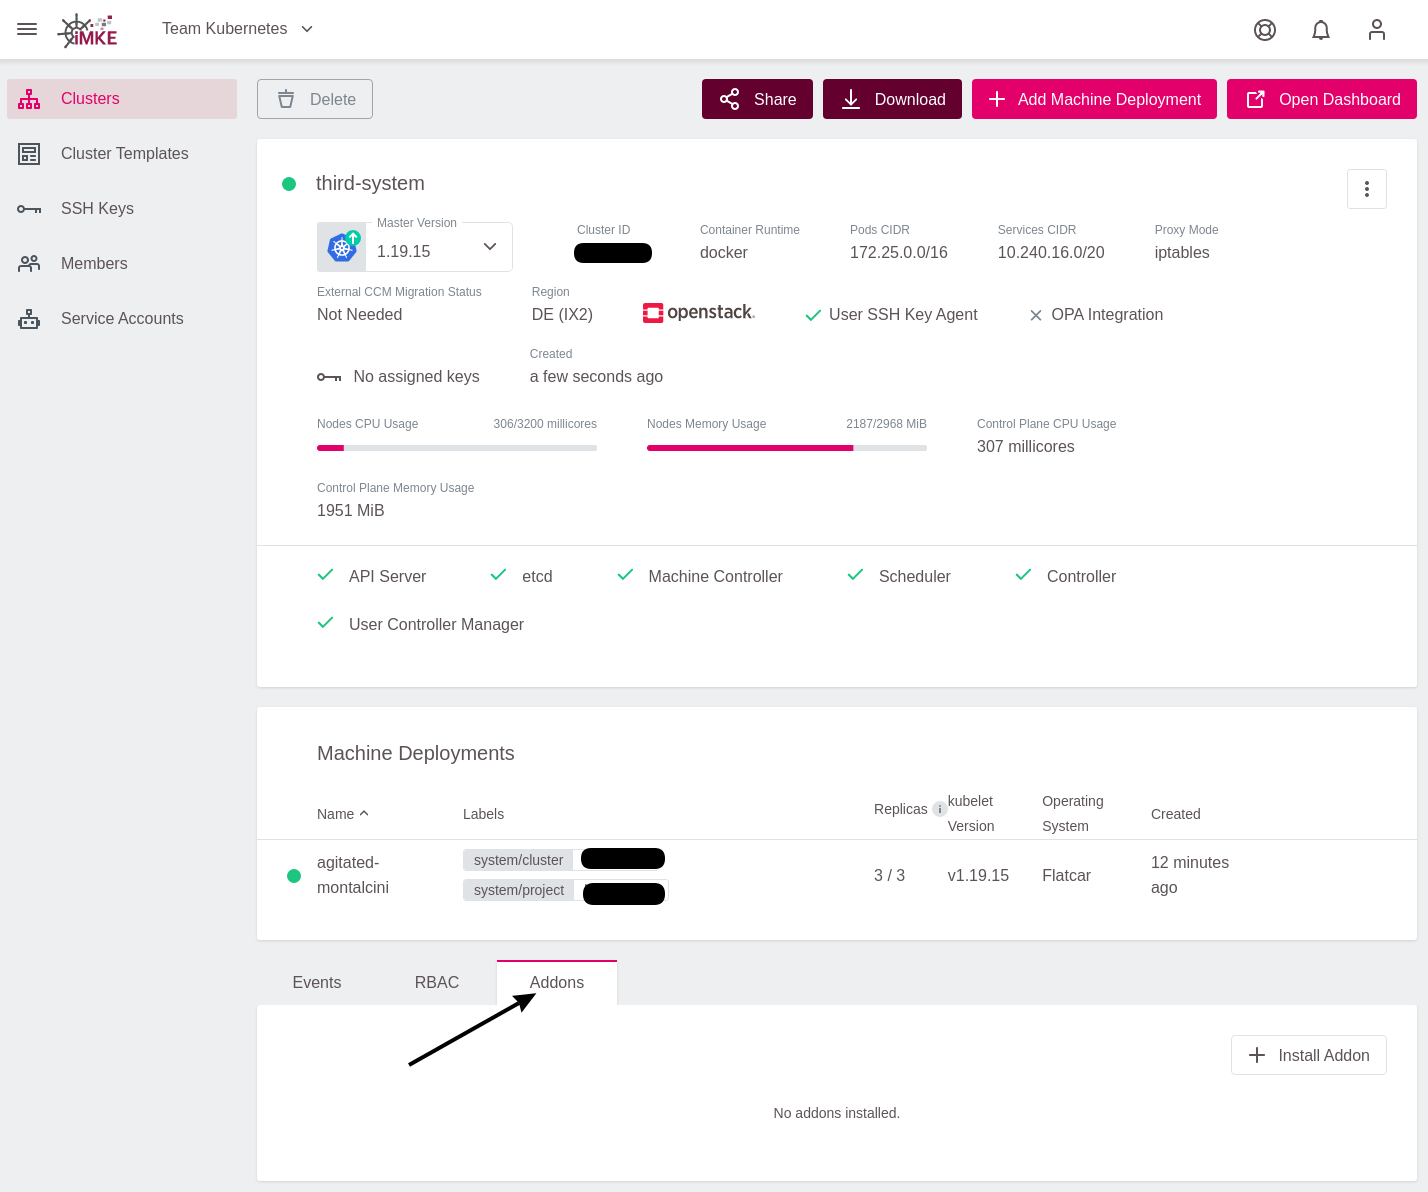 iMKE
Team Kubernetes
Clusters
Cluster Templates
SSH Keys
Members
Service Accounts
Delete
Share
Download
Add Machine Deployment
Open Dashboard
third-system
Master Version
1.19.15
Cluster ID
Container Runtime
docker
Pods CIDR
172.25.0.0/16
Services CIDR
10.240.16.0/20
Proxy Mode
iptables
External CCM Migration Status
Not Needed
Region
DE (IX2)
openstack.
User SSH Key Agent
OPA Integration
No assigned keys
Created
a few seconds ago
Nodes CPU Usage
306/3200 millicores
Nodes Memory Usage
2187/2968 MiB
Control Plane CPU Usage
307 millicores
Control Plane Memory Usage
1951 MiB
API Server
etcd
Machine Controller
Scheduler
Controller
User Controller Manager
Machine Deployments
Name
Labels
Replicas
kubelet
Version
Operating
System
Created
agitated-
montalcini
system/cluster
system/project
3 / 3
v1.19.15
Flatcar
12 minutes
ago
Events
RBAC
Addons
Install Addon
No addons installed.